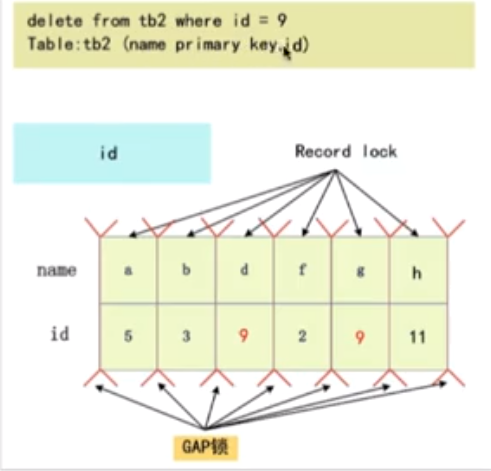 delete from tb2 where id = 9
Table:tb2 (name primary key,id)
id
Record lock
name a b d f g h
id 5 3 9 2 9 11
GAP锁